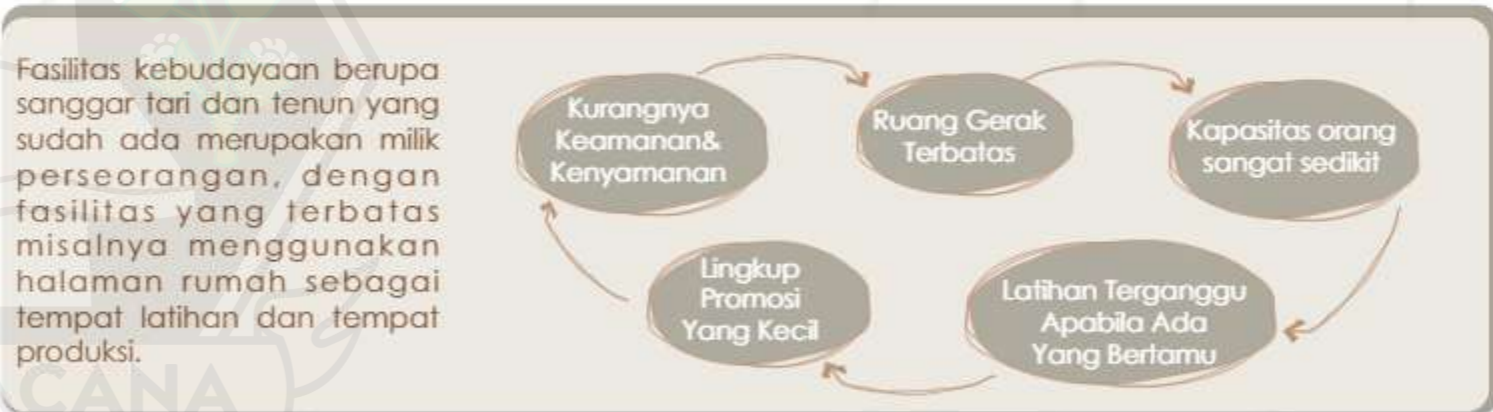 Fasilitas kebudayaan berupa
sanggar tari dan tenun yang
sudah ada merupakan milik
perseorangan, dengan
fasilitas yang terbatas
misalnya menggunakan
halaman rumah sebagai
tempat latihan dan tempat
produksi.
Kurangnya
Keamanan&
Kenyamanan
Ruang Gerak
Terbatas
Kapasitas orang
sangat sedikit
Latihan Terganggu
Apabila Ada
Yang Bertamu
Lingkup
Promosi
Yang Kecil
CANA